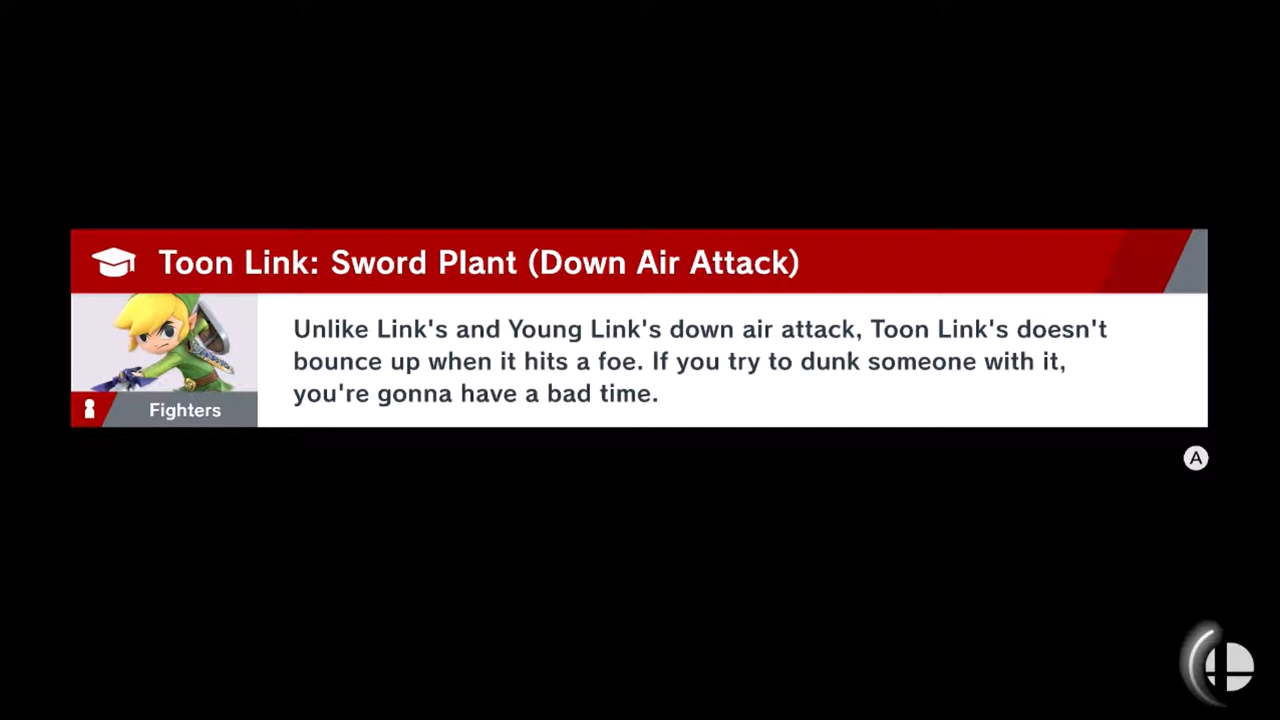 Toon Link: Sword Plant (Down Air Attack)
Unlike Link's and Young Link's down air attack, Toon Link's doesn't
bounce up when it hits a foe. If you try to dunk someone with it,
you're gonna have a bad time.
Fighters
A